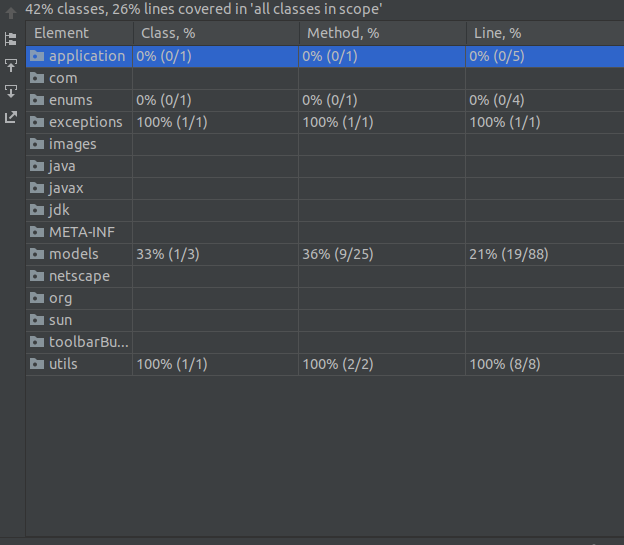 42% classes, 26% lines covered in 'all classes in scope'
Element Class, % Method, % Line, %
application 0% (0/1) 0% (0/1) 0% (0/5)
com
enums 0% (0/1) 0% (0/1) 0% (0/4)
exceptions 100% (1/1) 100% (1/1) 100% (1/1)
images
java
javax
jdk
META-INF
models 33% (1/3) 36% (9/25) 21% (19/88)
netscape
org
sun
toolbarBu...
utils 100% (1/1) 100% (2/2) 100% (8/8)